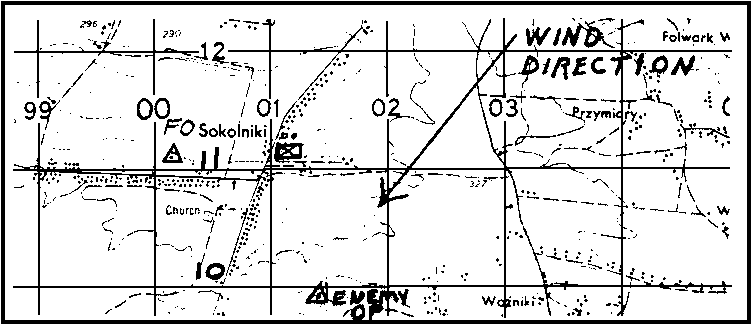 296
290
WIND
DIRECTION
Folwark W
12
99
00
01
02
03
FO
Sokolniki
Przymiary
11
327
Church
W
10
ENEMY
OP
Woźniki